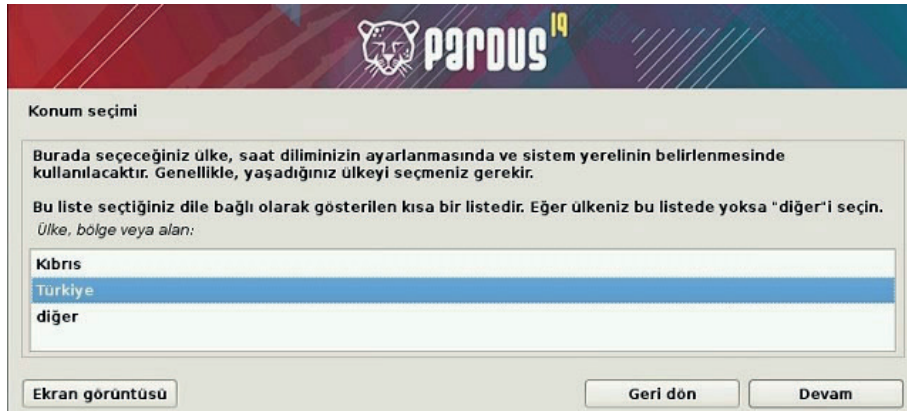 pardus 19
Konum seçimi
Burada seçeceğiniz ülke, saat diliminizin ayarlanmasında ve sistem yerelinin belirlenmesinde
kullanılacaktır. Genellikle, yaşadığınız ülkeyi seçmeniz gerekir.
Bu liste seçtiğiniz dile bağlı olarak gösterilen kısa bir listedir. Eğer ülkeniz bu listede yoksa "diğer"i seçin.
Ülke, bölge veya alan:
Kıbrıs
Türkiye
diğer
Ekran görüntüsü Geri dön Devam